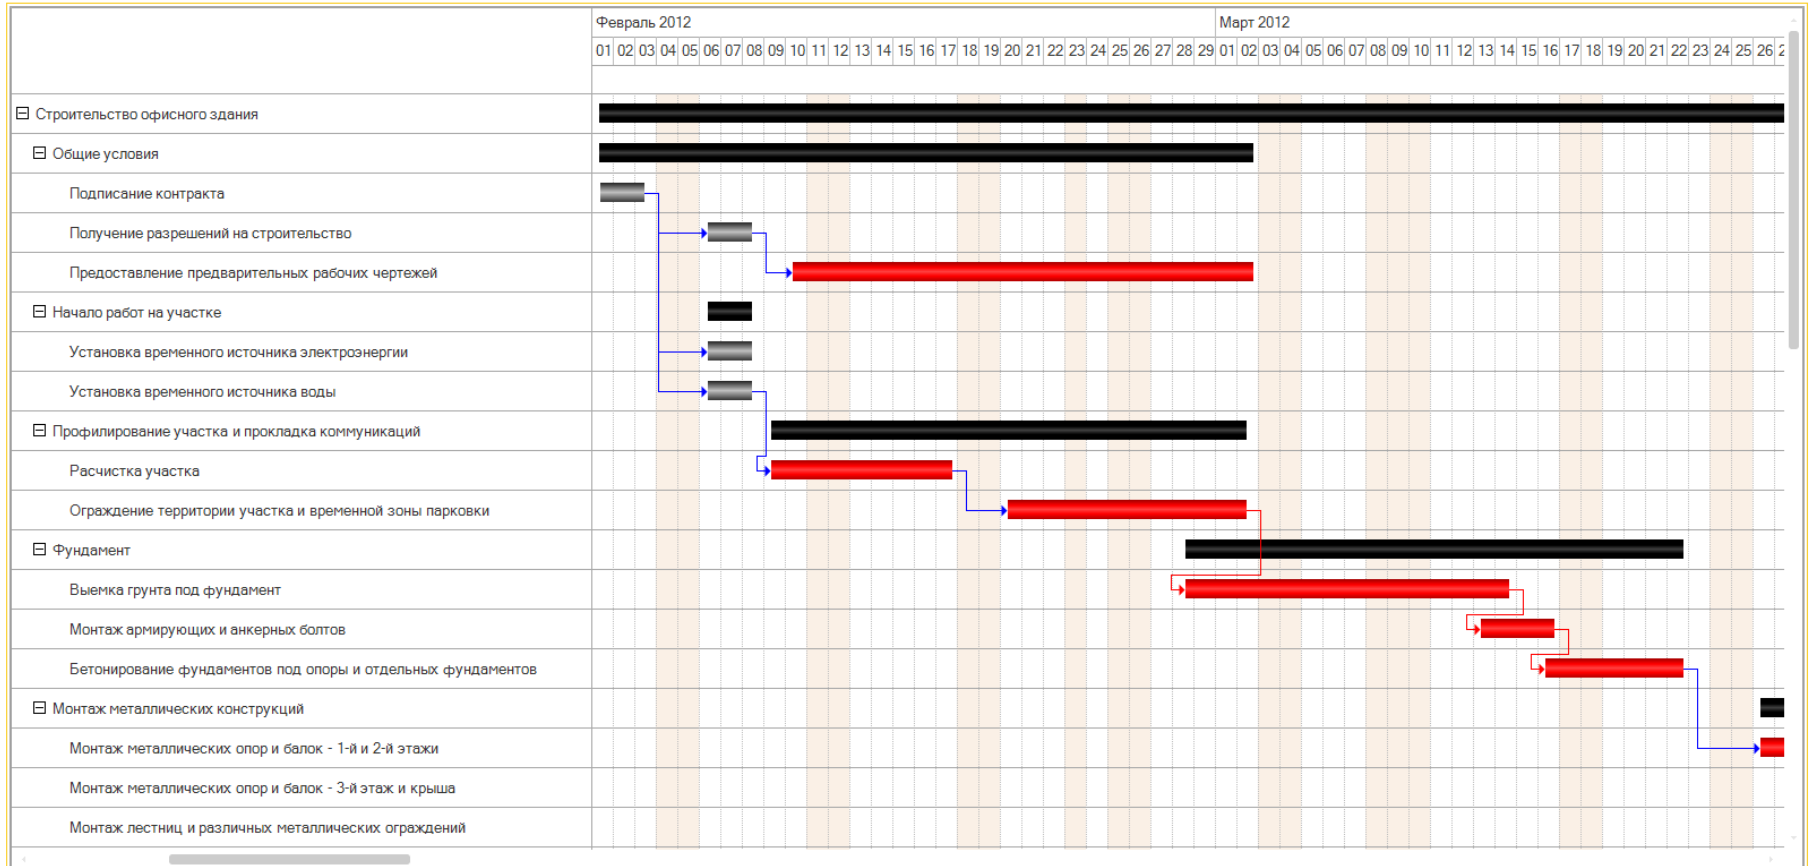 Февраль 2012 Март 2012
01 02 03 04 05 06 07 08 09 10 11 12 13 14 15 16 17 18 19 20 21 22 23 24 25 26 27 28 29 01 02 03 04 05 06 07 08 09 10 11 12 13 14 15 16 17 18 19 20 21 22 23 24 25 26 2
Строительство офисного здания
Общие условия
Подписание контракта
Получение разрешений на строительство
Предоставление предварительных рабочих чертежей
Начало работ на участке
Установка временного источника электроэнергии
Установка временного источника воды
Профилирование участка и прокладка коммуникаций
Расчистка участка
Ограждение территории участка и временной зоны парковки
Фундамент
Выемка грунта под фундамент
Монтаж армирующих и анкерных болтов
Бетонирование фундаментов под опоры и отдельных фундаментов
Монтаж металлических конструкций
Монтаж металлических опор и балок - 1-й и 2-й этажи
Монтаж металлических опор и балок - 3-й этаж и крыша
Монтаж лестниц и различных металлических ограждений